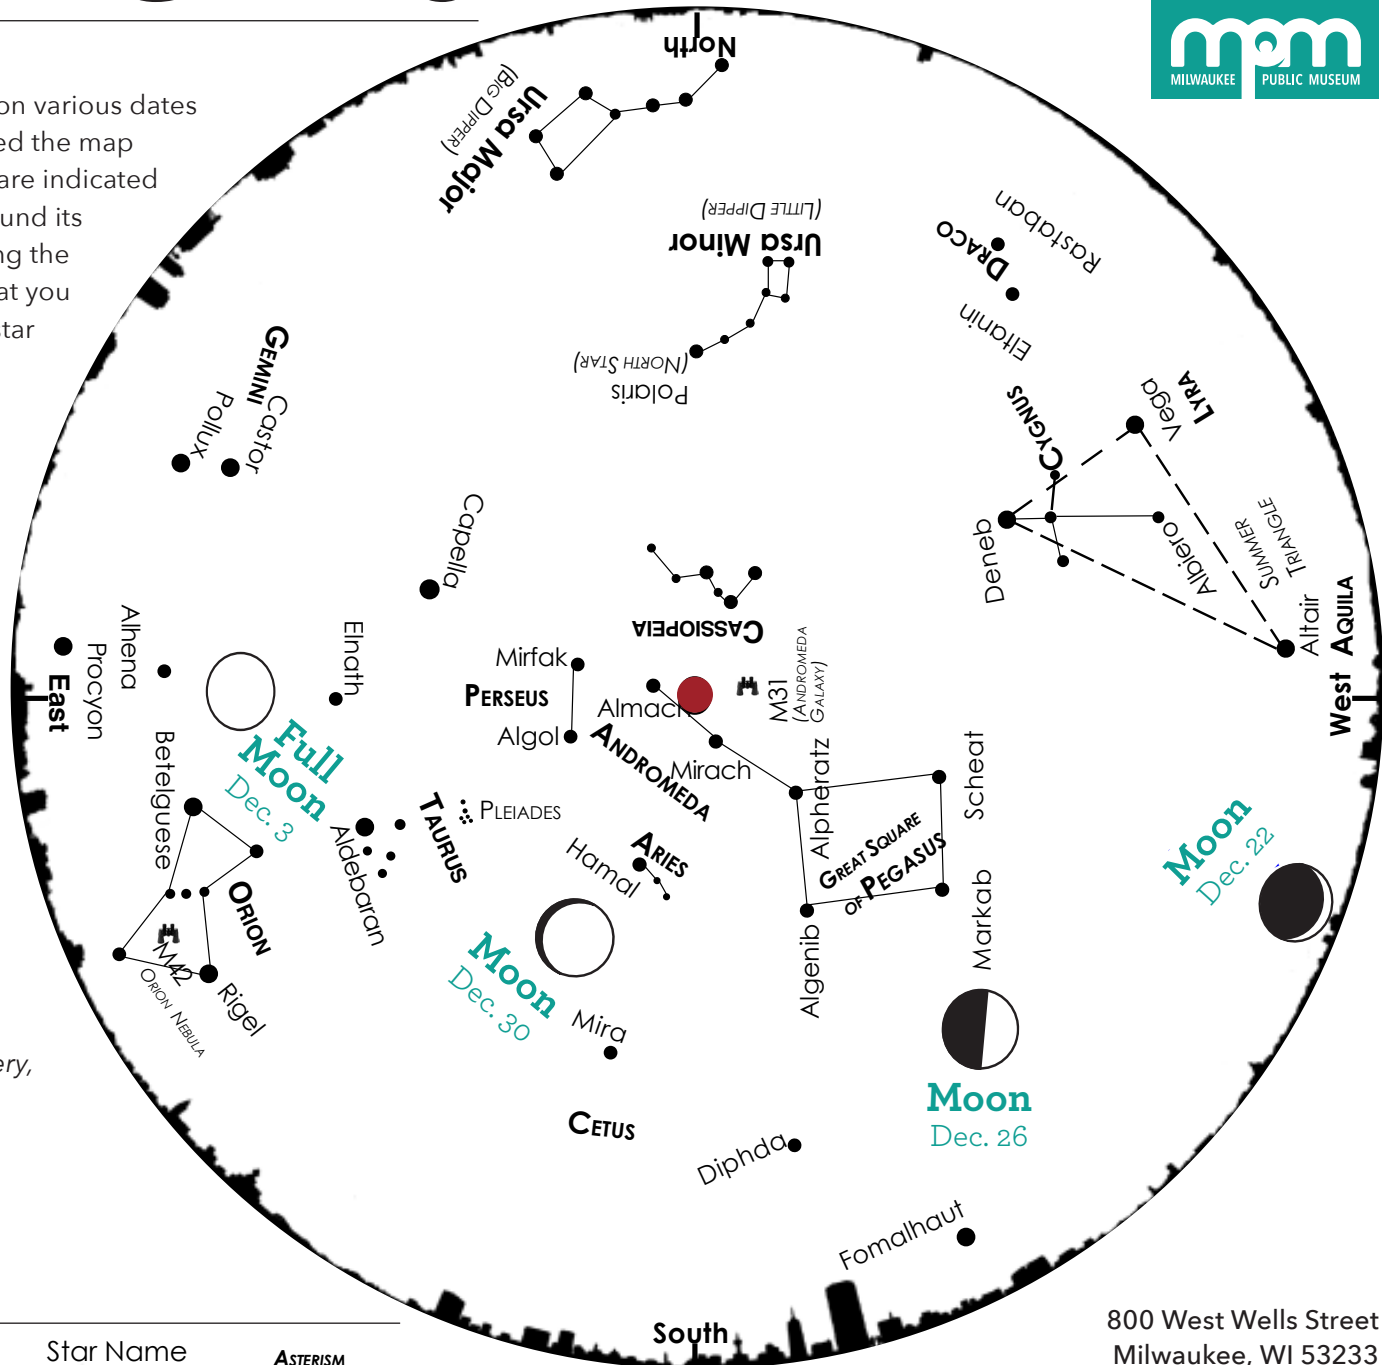 on various dates
ed the map
are indicated
und its
ng the
at you
star
MILWAUKEE PUBLIC MUSEUM
North
(BIG DIPPER)
Ursa Major
(LITTLE DIPPER)
Ursa Minor
(NORTH STAR)
Polaris
DRACO
Rastaban
Eltanin
GEMINI
Castor
Pollux
Capella
CYGNUS
Vega
LYRA
Deneb
Albiero
SUMMER
TRIANGLE
Altair
AQUILA
West
CASSIOPEIA
M31
(ANDROMEDA
GALAXY)
Mirfak
PERSEUS
Algol
Almach
ANDROMEDA
Mirach
Alpheratz
Scheat
GREAT SQUARE
OF PEGASUS
Algenib
Markab
Elnath
Alhena
Procyon
East
Full
Moon
Dec. 3
Betelguese
ORION
M42
ORION NEBULA
Rigel
Aldebaran
TAURUS
PLEIADES
ARIES
Hamal
Moon
Dec. 30
Mira
CETUS
Diphda
Moon
Dec. 26
Moon
Dec. 22
Fomalhaut
South
ery,
Star Name
ASTERISM
800 West Wells Street
Milwaukee, WI 53233